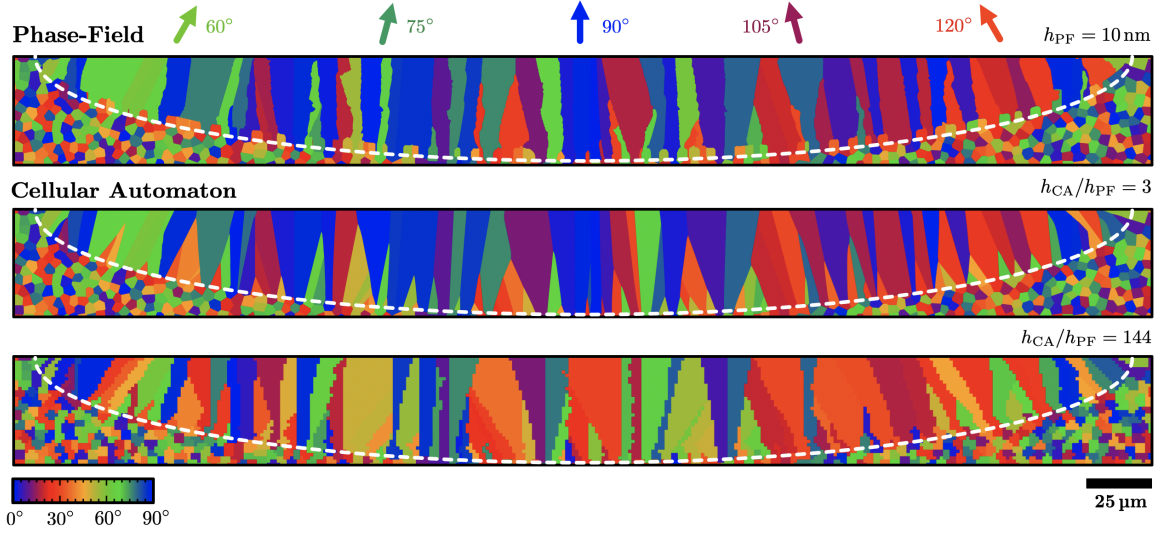 60° 75° 90° 105° 120°
Phase-Field h_PF = 10 nm
Cellular Automaton h_CA/h_PF = 3
h_CA/h_PF = 144
0° 30° 60° 90°
25 µm